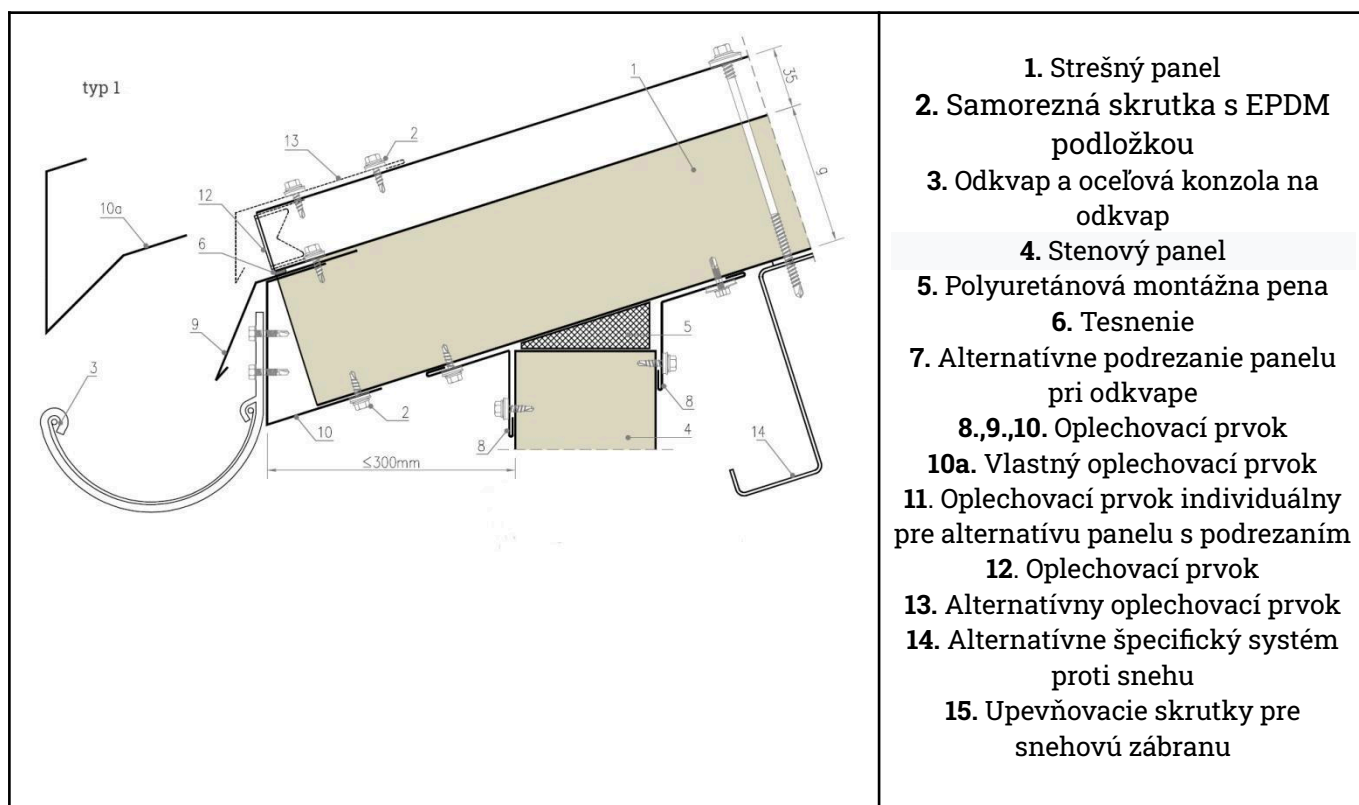 typ 1
1
35
2
13
g
12
10a
6
9
5
3
2
8
10
4
8
14
≤300mm
1. Strešný panel
2. Samorezná skrutka s EPDM
podložkou
3. Odkvap a oceľová konzola na
odkvap
4. Stenový panel
5. Polyuretánová montážna pena
6. Tesnenie
7. Alternatívne podrezanie panelu
pri odkvape
8.,9.,10. Oplechovací prvok
10a. Vlastný oplechovací prvok
11. Oplechovací prvok individuálny
pre alternatívu panelu s podrezaním
12. Oplechovací prvok
13. Alternatívny oplechovací prvok
14. Alternatívne špecifický systém
proti snehu
15. Upevňovacie skrutky pre
snehovú zábranu